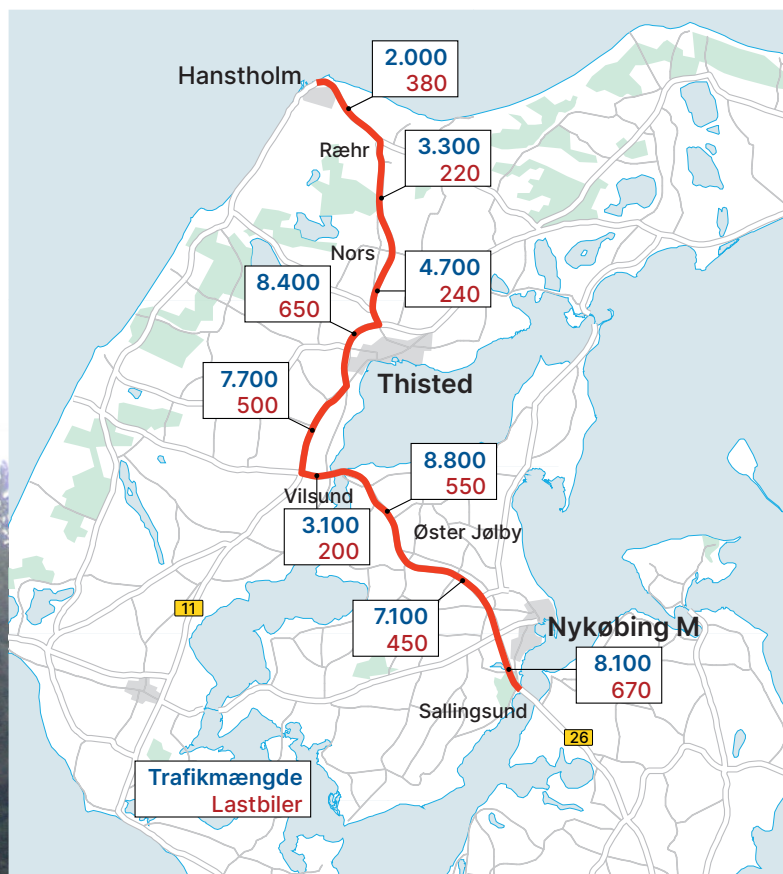 2.000
380
Hanstholm
Ræhr
3.300
220
Nors
4.700
240
8.400
650
Thisted
7.700
500
8.800
550
Vilsund
3.100
200
Øster Jølby
11
7.100
450
Nykøbing M
8.100
670
Sallingsund
26
Trafikmængde
Lastbiler